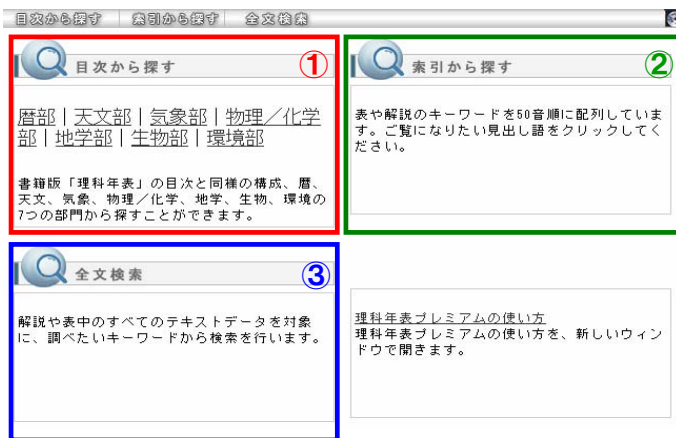 目次から探す 索引から探す 全文検索
目次から探す ①
暦部｜天文部｜気象部｜物理／化学
部｜地学部｜生物部｜環境部
書籍版「理科年表」の目次と同様の構成、暦、
天文、気象、物理／化学、地学、生物、環境の
7つの部門から探すことができます。
索引から探す ②
表や解説のキーワードを50音順に配列していま
す。ご覧になりたい見出し語をクリックしてく
ださい。
全文検索 ③
解説や表中のすべてのテキストデータを対象
に、調べたいキーワードから検索を行います。
理科年表プレミアムの使い方
理科年表プレミアムの使い方を、新しいウィン
ドウで開きます。